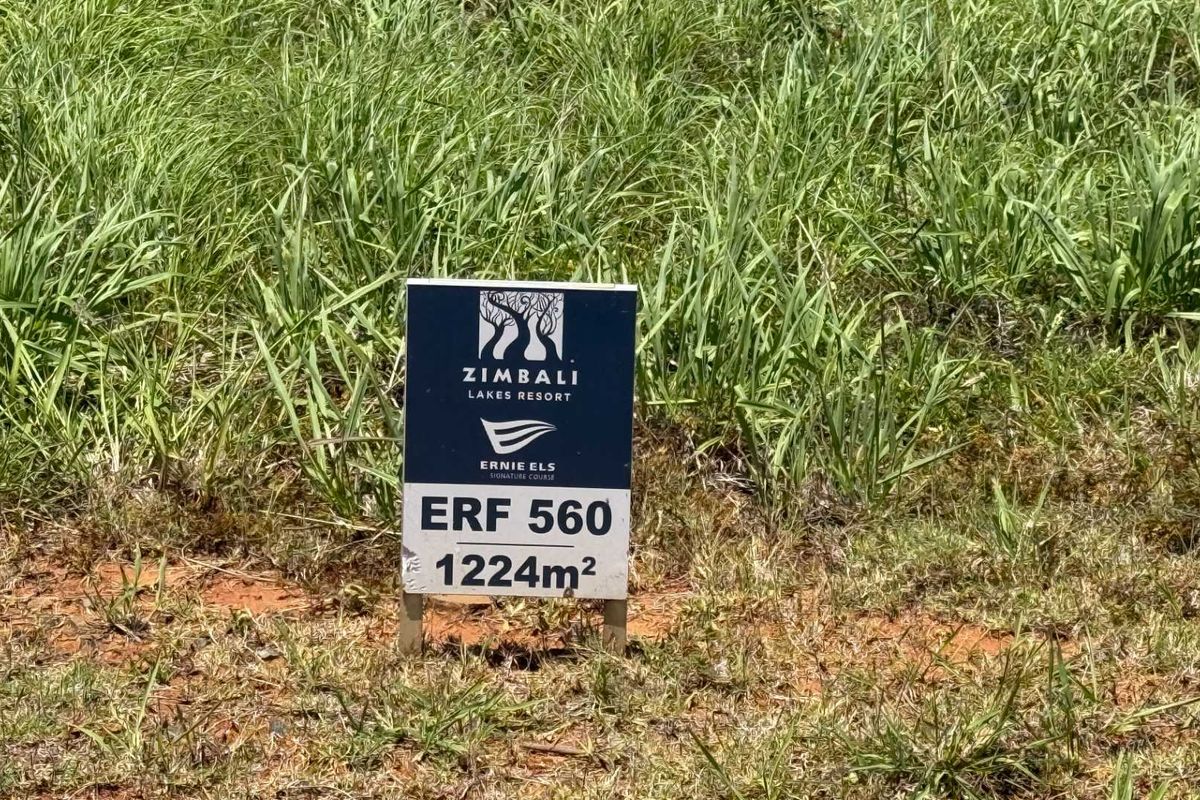 ZIMBALI
LAKES RESORT
ERNIE ELS
SIGNATURE COURSE
ERF 560
1224m²